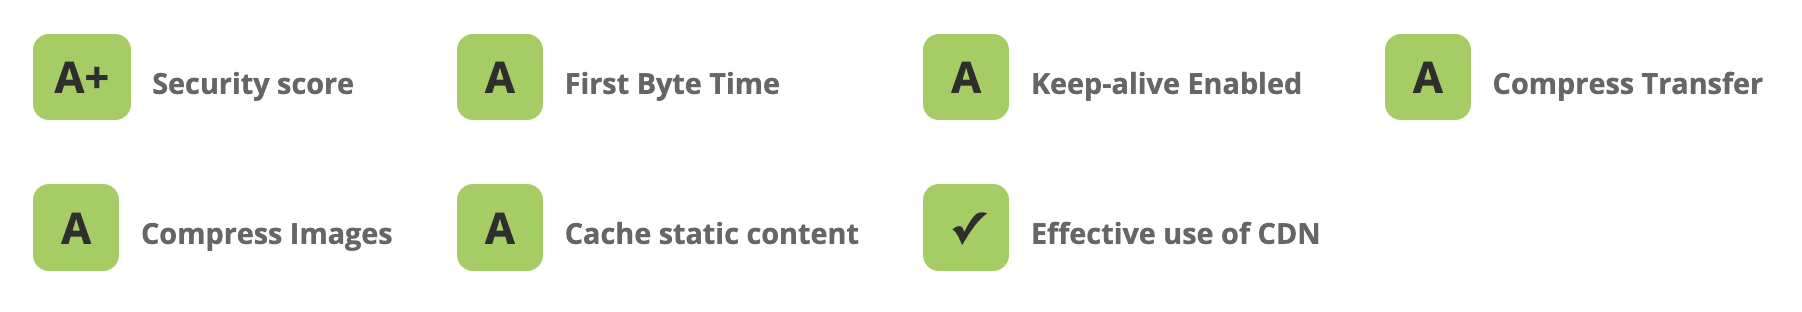 A+ Security score
A First Byte Time
A Keep-alive Enabled
A Compress Transfer
A Compress Images
A Cache static content
✓ Effective use of CDN